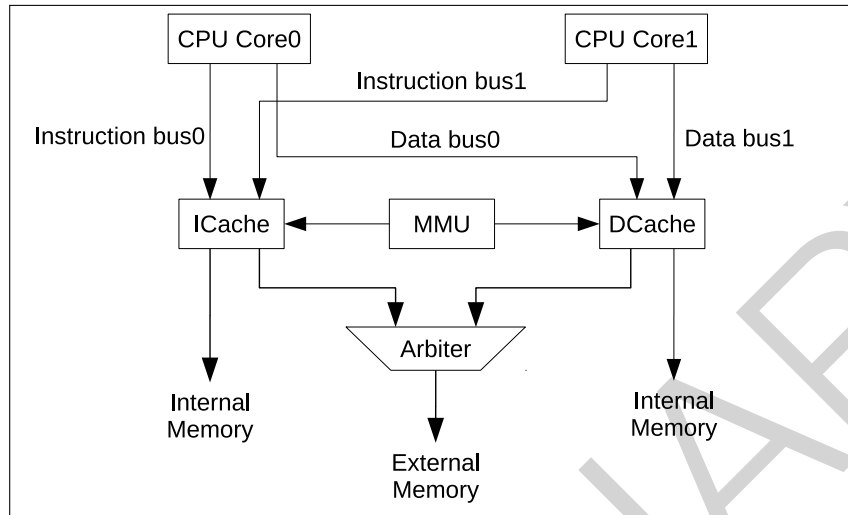 CPU Core0
CPU Core1
Instruction bus1
Instruction bus0
Data bus0
Data bus1
ICache
MMU
DCache
Arbiter
Internal
Memory
Internal
Memory
External
Memory